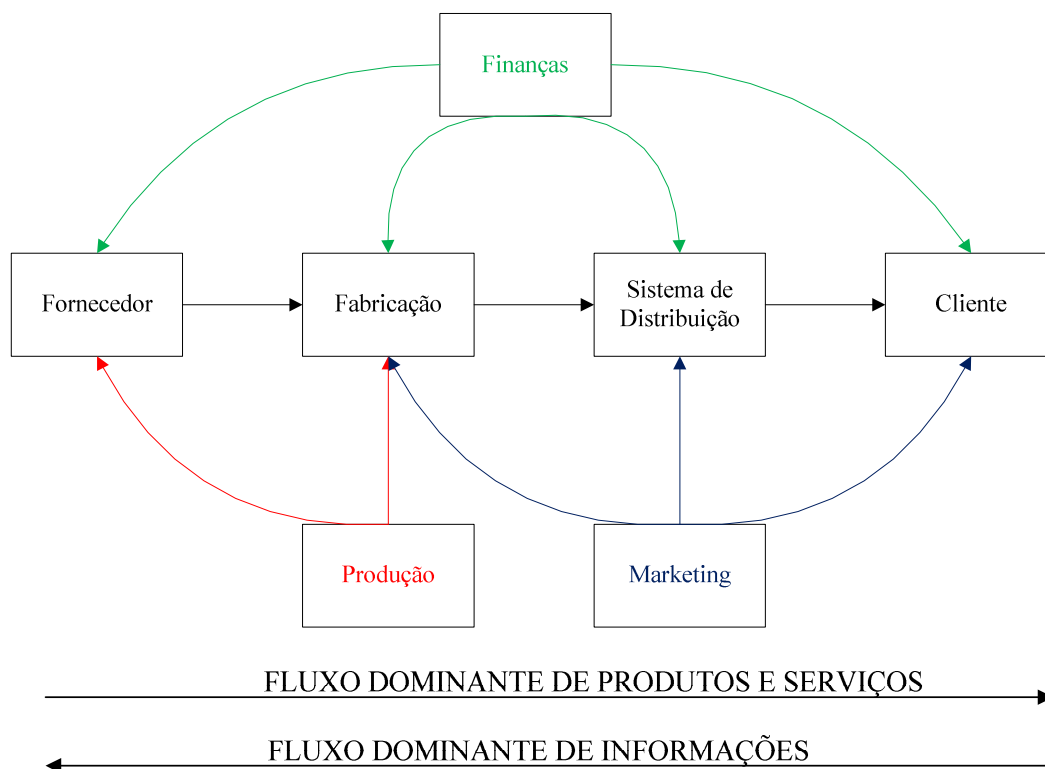 Finanças
Fornecedor
Fabricação
Sistema de
Distribuição
Cliente
Produção
Marketing
FLUXO DOMINANTE DE PRODUTOS E SERVIÇOS
FLUXO DOMINANTE DE INFORMAÇÕES